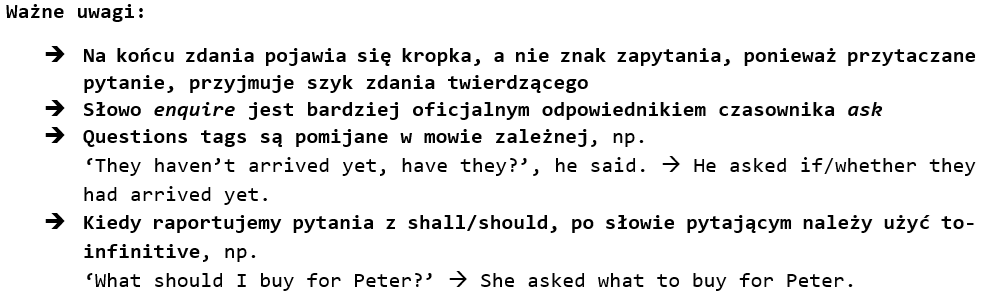 Ważne uwagi:
➔ Na końcu zdania pojawia się kropka, a nie znak zapytania, ponieważ przytaczane
pytanie, przyjmuje szyk zdania twierdzącego
➔ Słowo enquire jest bardziej oficjalnym odpowiednikiem czasownika ask
➔ Questions tags są pomijane w mowie zależnej, np.
‘They haven’t arrived yet, have they?’, he said. → He asked if/whether they
had arrived yet.
➔ Kiedy raportujemy pytania z shall/should, po słowie pytającym należy użyć to-
infinitive, np.
‘What should I buy for Peter?’ → She asked what to buy for Peter.